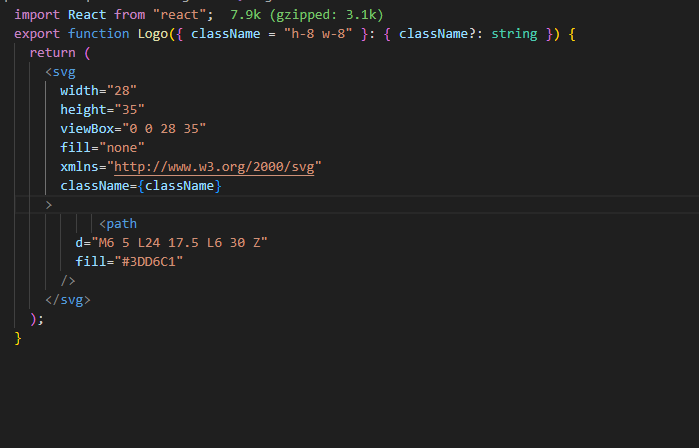 import React from "react";  7.9k (gzipped: 3.1k)
export function Logo({ className = "h-8 w-8" }: { className?: string }) {
  return (
    <svg
      width="28"
      height="35"
      viewBox="0 0 28 35"
      fill="none"
      xmlns="http://www.w3.org/2000/svg"
      className={className}
    >
           <path
        d="M6 5 L24 17.5 L6 30 Z"
        fill="#3DD6C1"
      />
    </svg>
  );
}